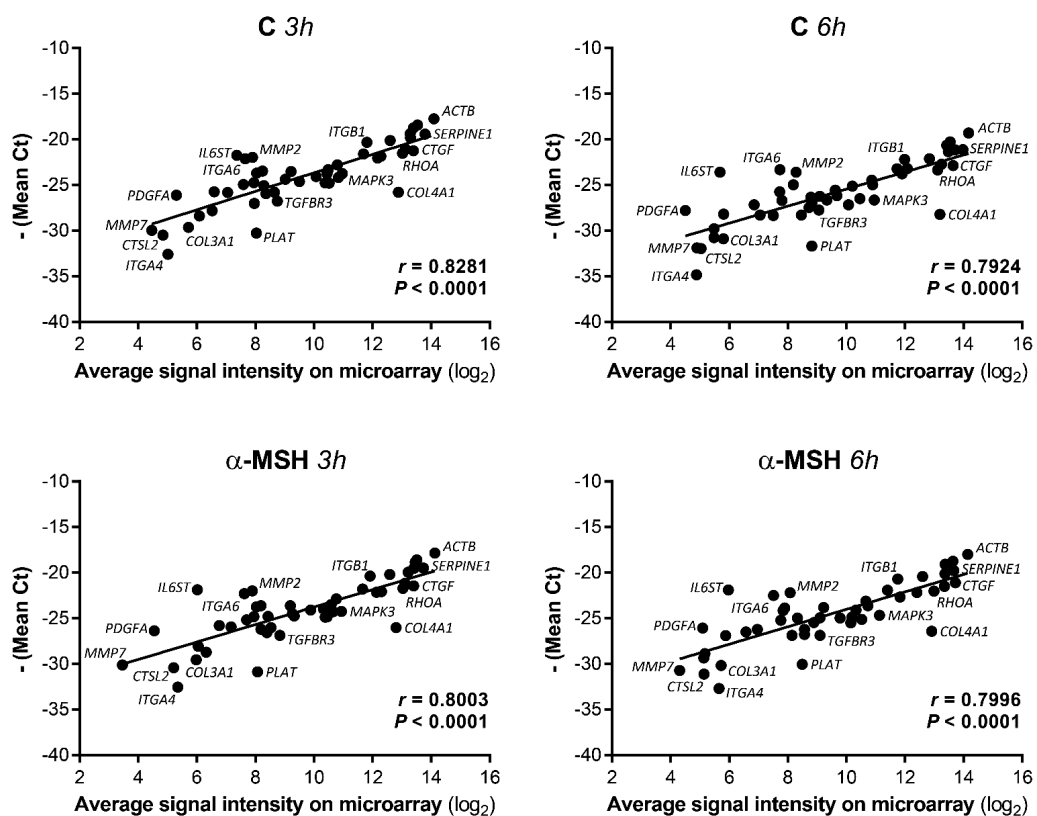 C 3h
-10
-15
-20
-25
-30
-35
-40
- (Mean Ct)
ACTB
ITGB1
SERPINE1
IL6ST
MMP2
CTGF
ITGA6
RHOA
MAPK3
PDGFA
COL4A1
TGFBR3
MMP7
CTSL2
COL3A1
PLAT
ITGA4
r = 0.8281
P < 0.0001
2 4 6 8 10 12 14 16
Average signal intensity on microarray (log2)
C 6h
-10
-15
-20
-25
-30
-35
-40
- (Mean Ct)
ACTB
ITGB1
SERPINE1
ITGA6
IL6ST
MMP2
CTGF
RHOA
PDGFA
MAPK3
COL4A1
TGFBR3
MMP7
COL3A1
CTSL2
PLAT
ITGA4
r = 0.7924
P < 0.0001
2 4 6 8 10 12 14 16
Average signal intensity on microarray (log2)
α-MSH 3h
-10
-15
-20
-25
-30
-35
-40
- (Mean Ct)
ACTB
ITGB1
SERPINE1
IL6ST
MMP2
CTGF
ITGA6
RHOA
PDGFA
MAPK3
COL4A1
TGFBR3
MMP7
CTSL2
COL3A1
PLAT
ITGA4
r = 0.8003
P < 0.0001
2 4 6 8 10 12 14 16
Average signal intensity on microarray (log2)
α-MSH 6h
-10
-15
-20
-25
-30
-35
-40
- (Mean Ct)
ACTB
ITGB1
SERPINE1
IL6ST
MMP2
CTGF
ITGA6
RHOA
PDGFA
MAPK3
COL4A1
TGFBR3
MMP7
COL3A1
CTSL2
PLAT
ITGA4
r = 0.7996
P < 0.0001
2 4 6 8 10 12 14 16
Average signal intensity on microarray (log2)